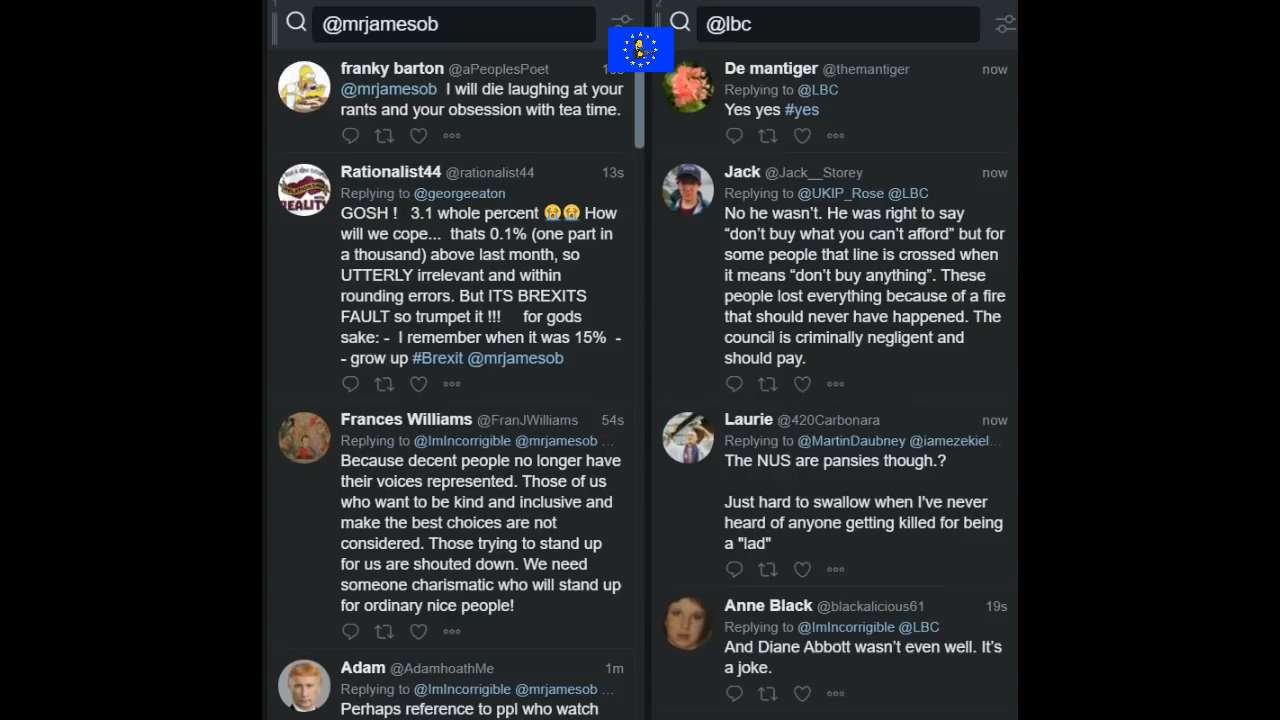 1
@mrjamesob
franky barton @aPeoplesPoet
@mrjamesob I will die laughing at your
rants and your obsession with tea time.
Rationalist44 @rationalist44 13s
Replying to @georgeeaton
GOSH ! 3.1 whole percent 😭😭 How
will we cope... thats 0.1% (one part in
a thousand) above last month, so
UTTERLY irrelevant and within
rounding errors. But ITS BREXITS
FAULT so trumpet it !!! for gods
sake: - I remember when it was 15% -
- grow up #Brexit @mrjamesob
Frances Williams @FranJWilliams 54s
Replying to @ImIncorrigible @mrjamesob ...
Because decent people no longer have
their voices represented. Those of us
who want to be kind and inclusive and
make the best choices are not
considered. Those trying to stand up
for us are shouted down. We need
someone charismatic who will stand up
for ordinary nice people!
Adam @AdamhoathMe 1m
Replying to @ImIncorrigible @mrjamesob ...
Perhaps reference to ppl who watch
2
@lbc
De mantiger @themantiger now
Replying to @LBC
Yes yes #yes
Jack @Jack__Storey now
Replying to @UKIP_Rose @LBC
No he wasn't. He was right to say
“don't buy what you can't afford” but for
some people that line is crossed when
it means “don't buy anything”. These
people lost everything because of a fire
that should never have happened. The
council is criminally negligent and
should pay.
Laurie @420Carbonara now
Replying to @MartinDaubney @iamezekiel...
The NUS are pansies though.?
Just hard to swallow when I've never
heard of anyone getting killed for being
a "lad"
Anne Black @blackalicious61 19s
Replying to @ImIncorrigible @LBC
And Diane Abbott wasn't even well. It's
a joke.